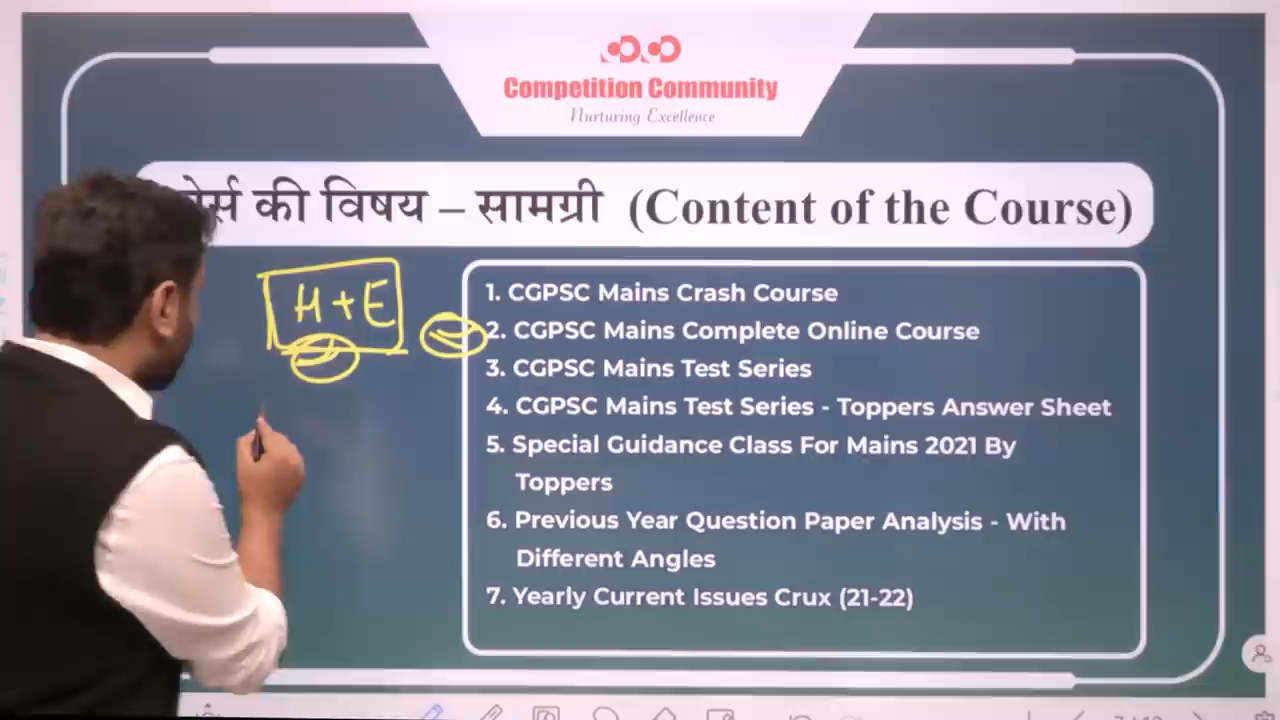 Competition Community
Nurturing Excellence
की विषय – सामग्री (Content of the Course)
H+E
1. CGPSC Mains Crash Course
2. CGPSC Mains Complete Online Course
3. CGPSC Mains Test Series
4. CGPSC Mains Test Series - Toppers Answer Sheet
5. Special Guidance Class For Mains 2021 By
Toppers
6. Previous Year Question Paper Analysis - With
Different Angles
7. Yearly Current Issues Crux (21-22)